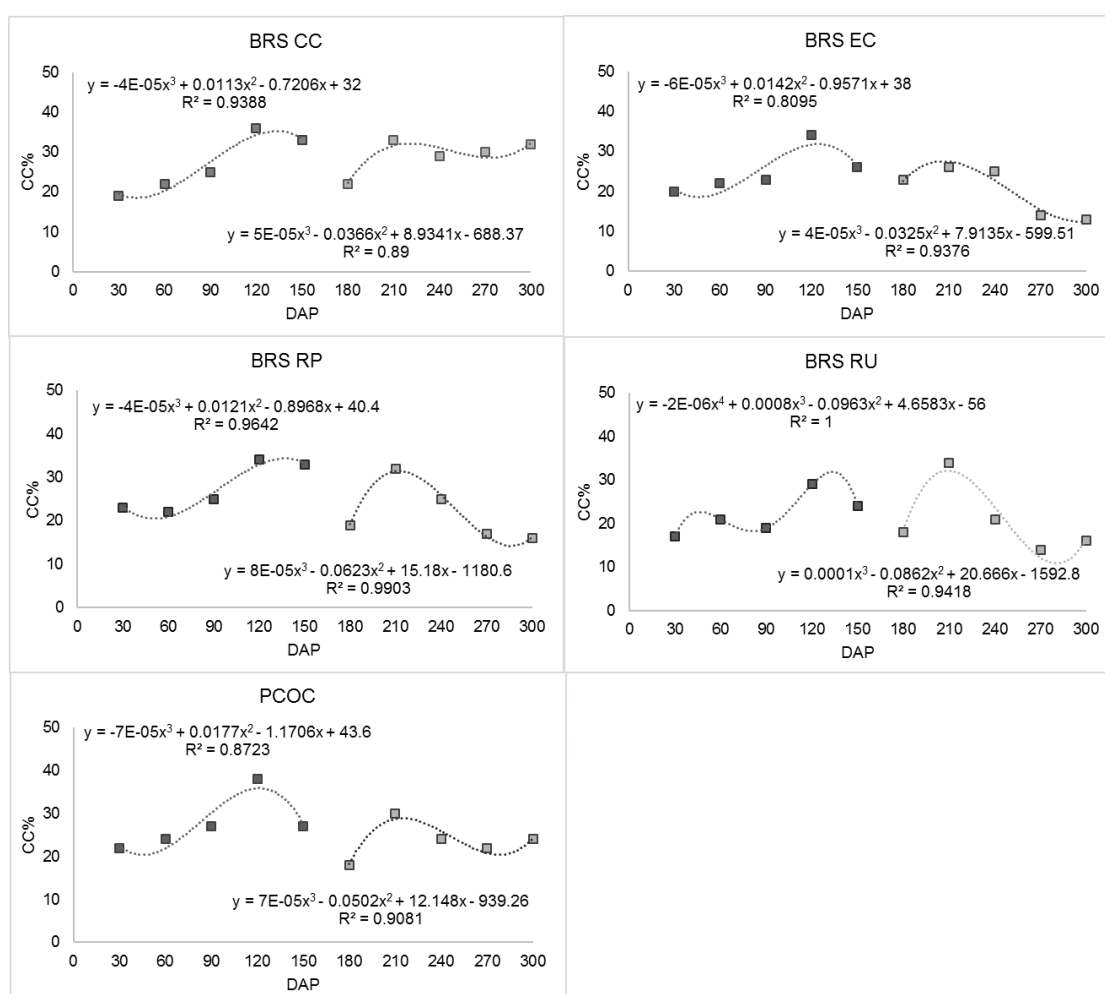 BRS CC
y = -4E-05x³ + 0.0113x² - 0.7206x + 32
R² = 0.9388
CC%
50
40
30
20
10
0
y = 5E-05x³ - 0.0366x² + 8.9341x - 688.37
R² = 0.89
0 30 60 90 120 150 180 210 240 270 300
DAP
BRS EC
y = -6E-05x³ + 0.0142x² - 0.9571x + 38
R² = 0.8095
CC%
50
40
30
20
10
0
y = 4E-05x³ - 0.0325x² + 7.9135x - 599.51
R² = 0.9376
0 30 60 90 120 150 180 210 240 270 300
DAP
BRS RP
y = -4E-05x³ + 0.0121x² - 0.8968x + 40.4
R² = 0.9642
CC%
50
40
30
20
10
0
y = 8E-05x³ - 0.0623x² + 15.18x - 1180.6
R² = 0.9903
0 30 60 90 120 150 180 210 240 270 300
DAP
BRS RU
y = -2E-06x⁴ + 0.0008x³ - 0.0963x² + 4.6583x - 56
R² = 1
CC%
50
40
30
20
10
0
y = 0.0001x³ - 0.0862x² + 20.666x - 1592.8
R² = 0.9418
0 30 60 90 120 150 180 210 240 270 300
DAP
PCOC
y = -7E-05x³ + 0.0177x² - 1.1706x + 43.6
R² = 0.8723
CC%
50
40
30
20
10
0
y = 7E-05x³ - 0.0502x² + 12.148x - 939.26
R² = 0.9081
0 30 60 90 120 150 180 210 240 270 300
DAP